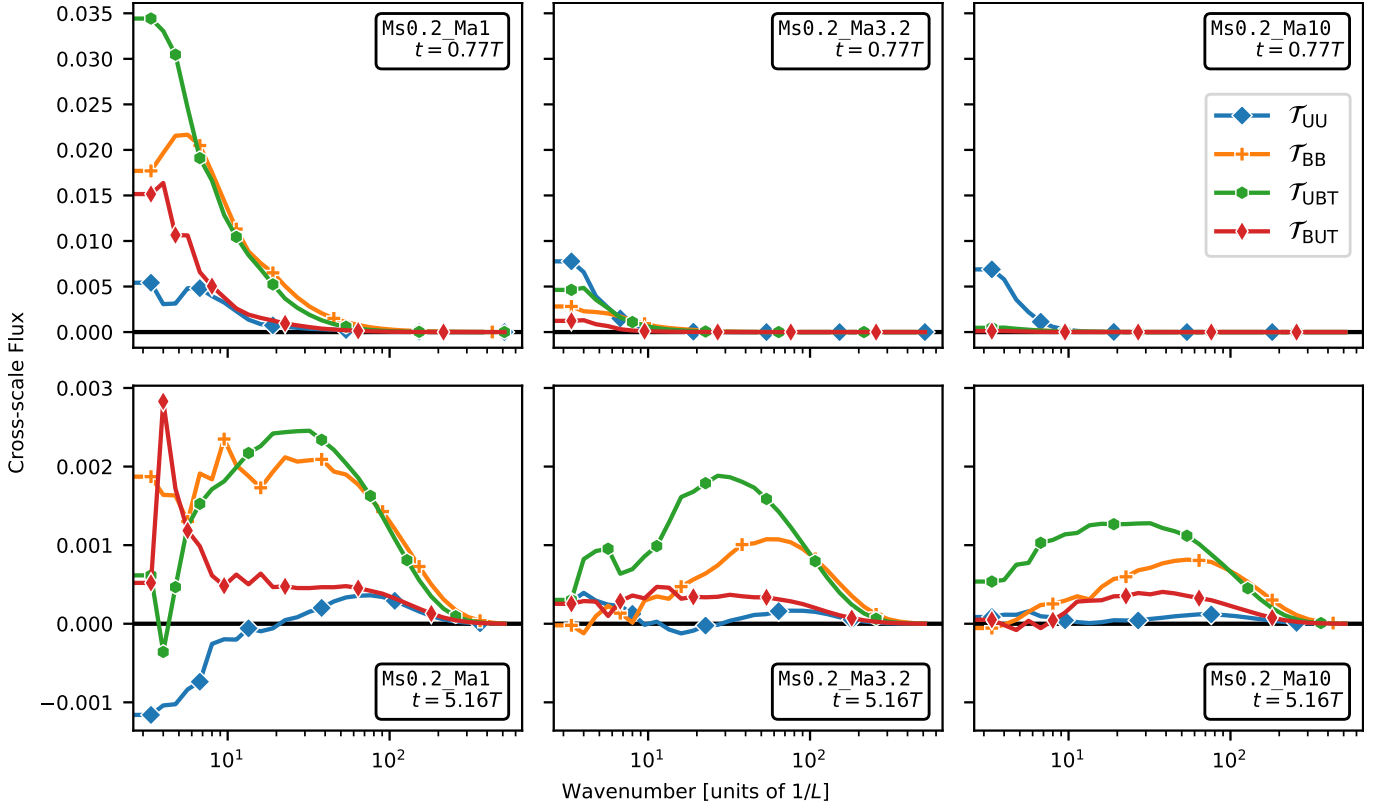 0.035
0.030
0.025
0.020
0.015
0.010
0.005
0.000
Ms0.2_Ma1
t = 0.77T
Ms0.2_Ma3.2
t = 0.77T
Ms0.2_Ma10
t = 0.77T
𝒯UU
𝒯BB
𝒯UBT
𝒯BUT
Cross-scale Flux
0.003
0.002
0.001
0.000
−0.001
Ms0.2_Ma1
t = 5.16T
Ms0.2_Ma3.2
t = 5.16T
Ms0.2_Ma10
t = 5.16T
10¹ 10² 10¹ 10² 10¹ 10²
Wavenumber [units of 1/L]